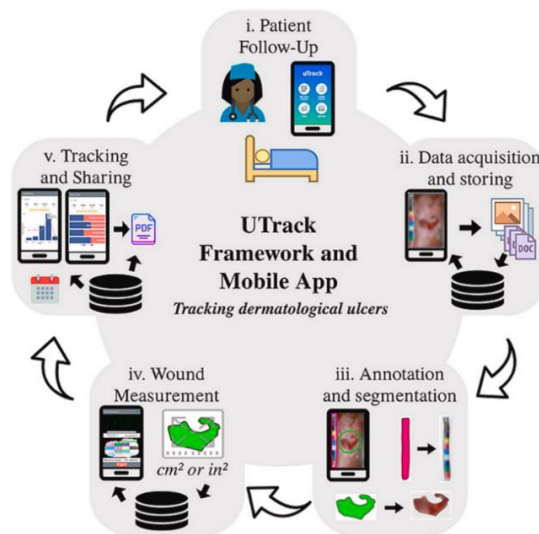 i. Patient
Follow-Up
uTrack
ii. Data acquisition
and storing
DOC
iii. Annotation
and segmentation
iv. Wound
Measurement
cm² or in²
v. Tracking
and Sharing
PDF
UTrack
Framework and
Mobile App
Tracking dermatological ulcers